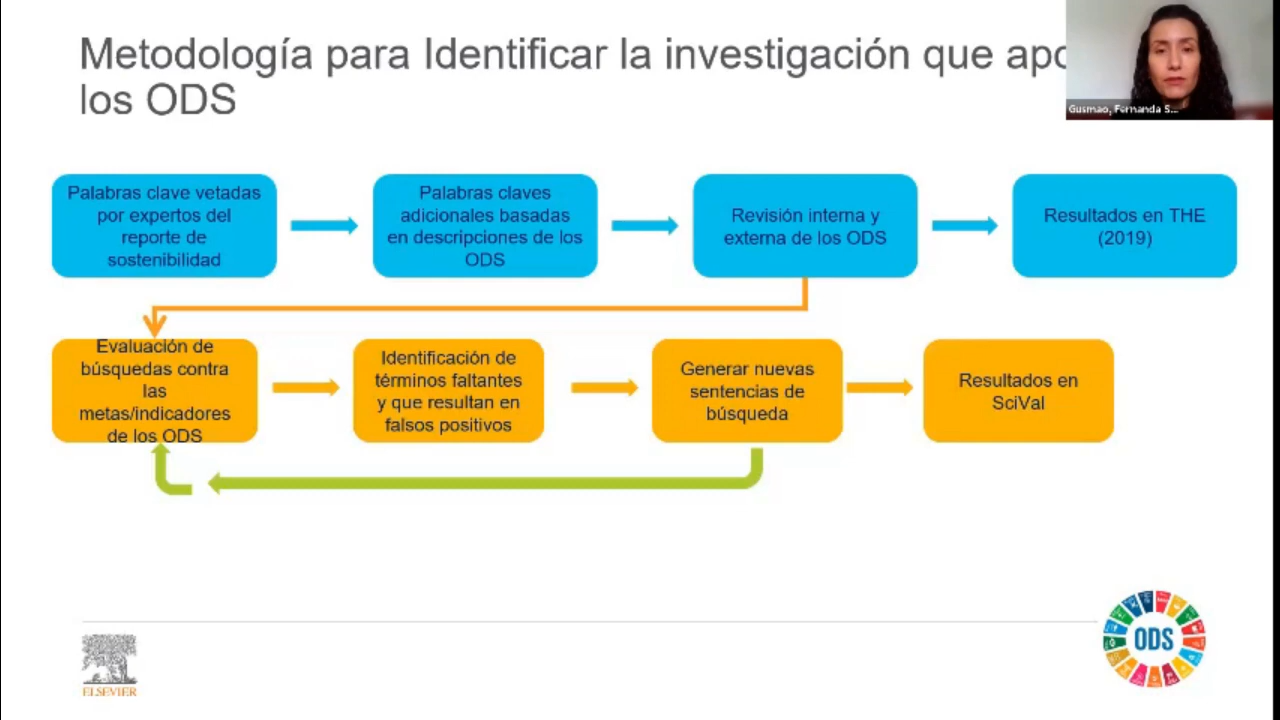 Metodología para Identificar la investigación que
los ODS
Gusmao, Fernanda S...
Palabras clave vetadas
por expertos del
reporte de
sostenibilidad
Palabras claves
adicionales basadas
en descripciones de los
ODS
Revisión interna y
externa de los ODS
Resultados en THE
(2019)
Evaluación de
búsquedas contra
las
metas/indicadores
de los ODS
Identificación de
términos faltantes
y que resultan en
falsos positivos
Generar nuevas
sentencias de
búsqueda
Resultados en
SciVal
ELSEVIER
ODS